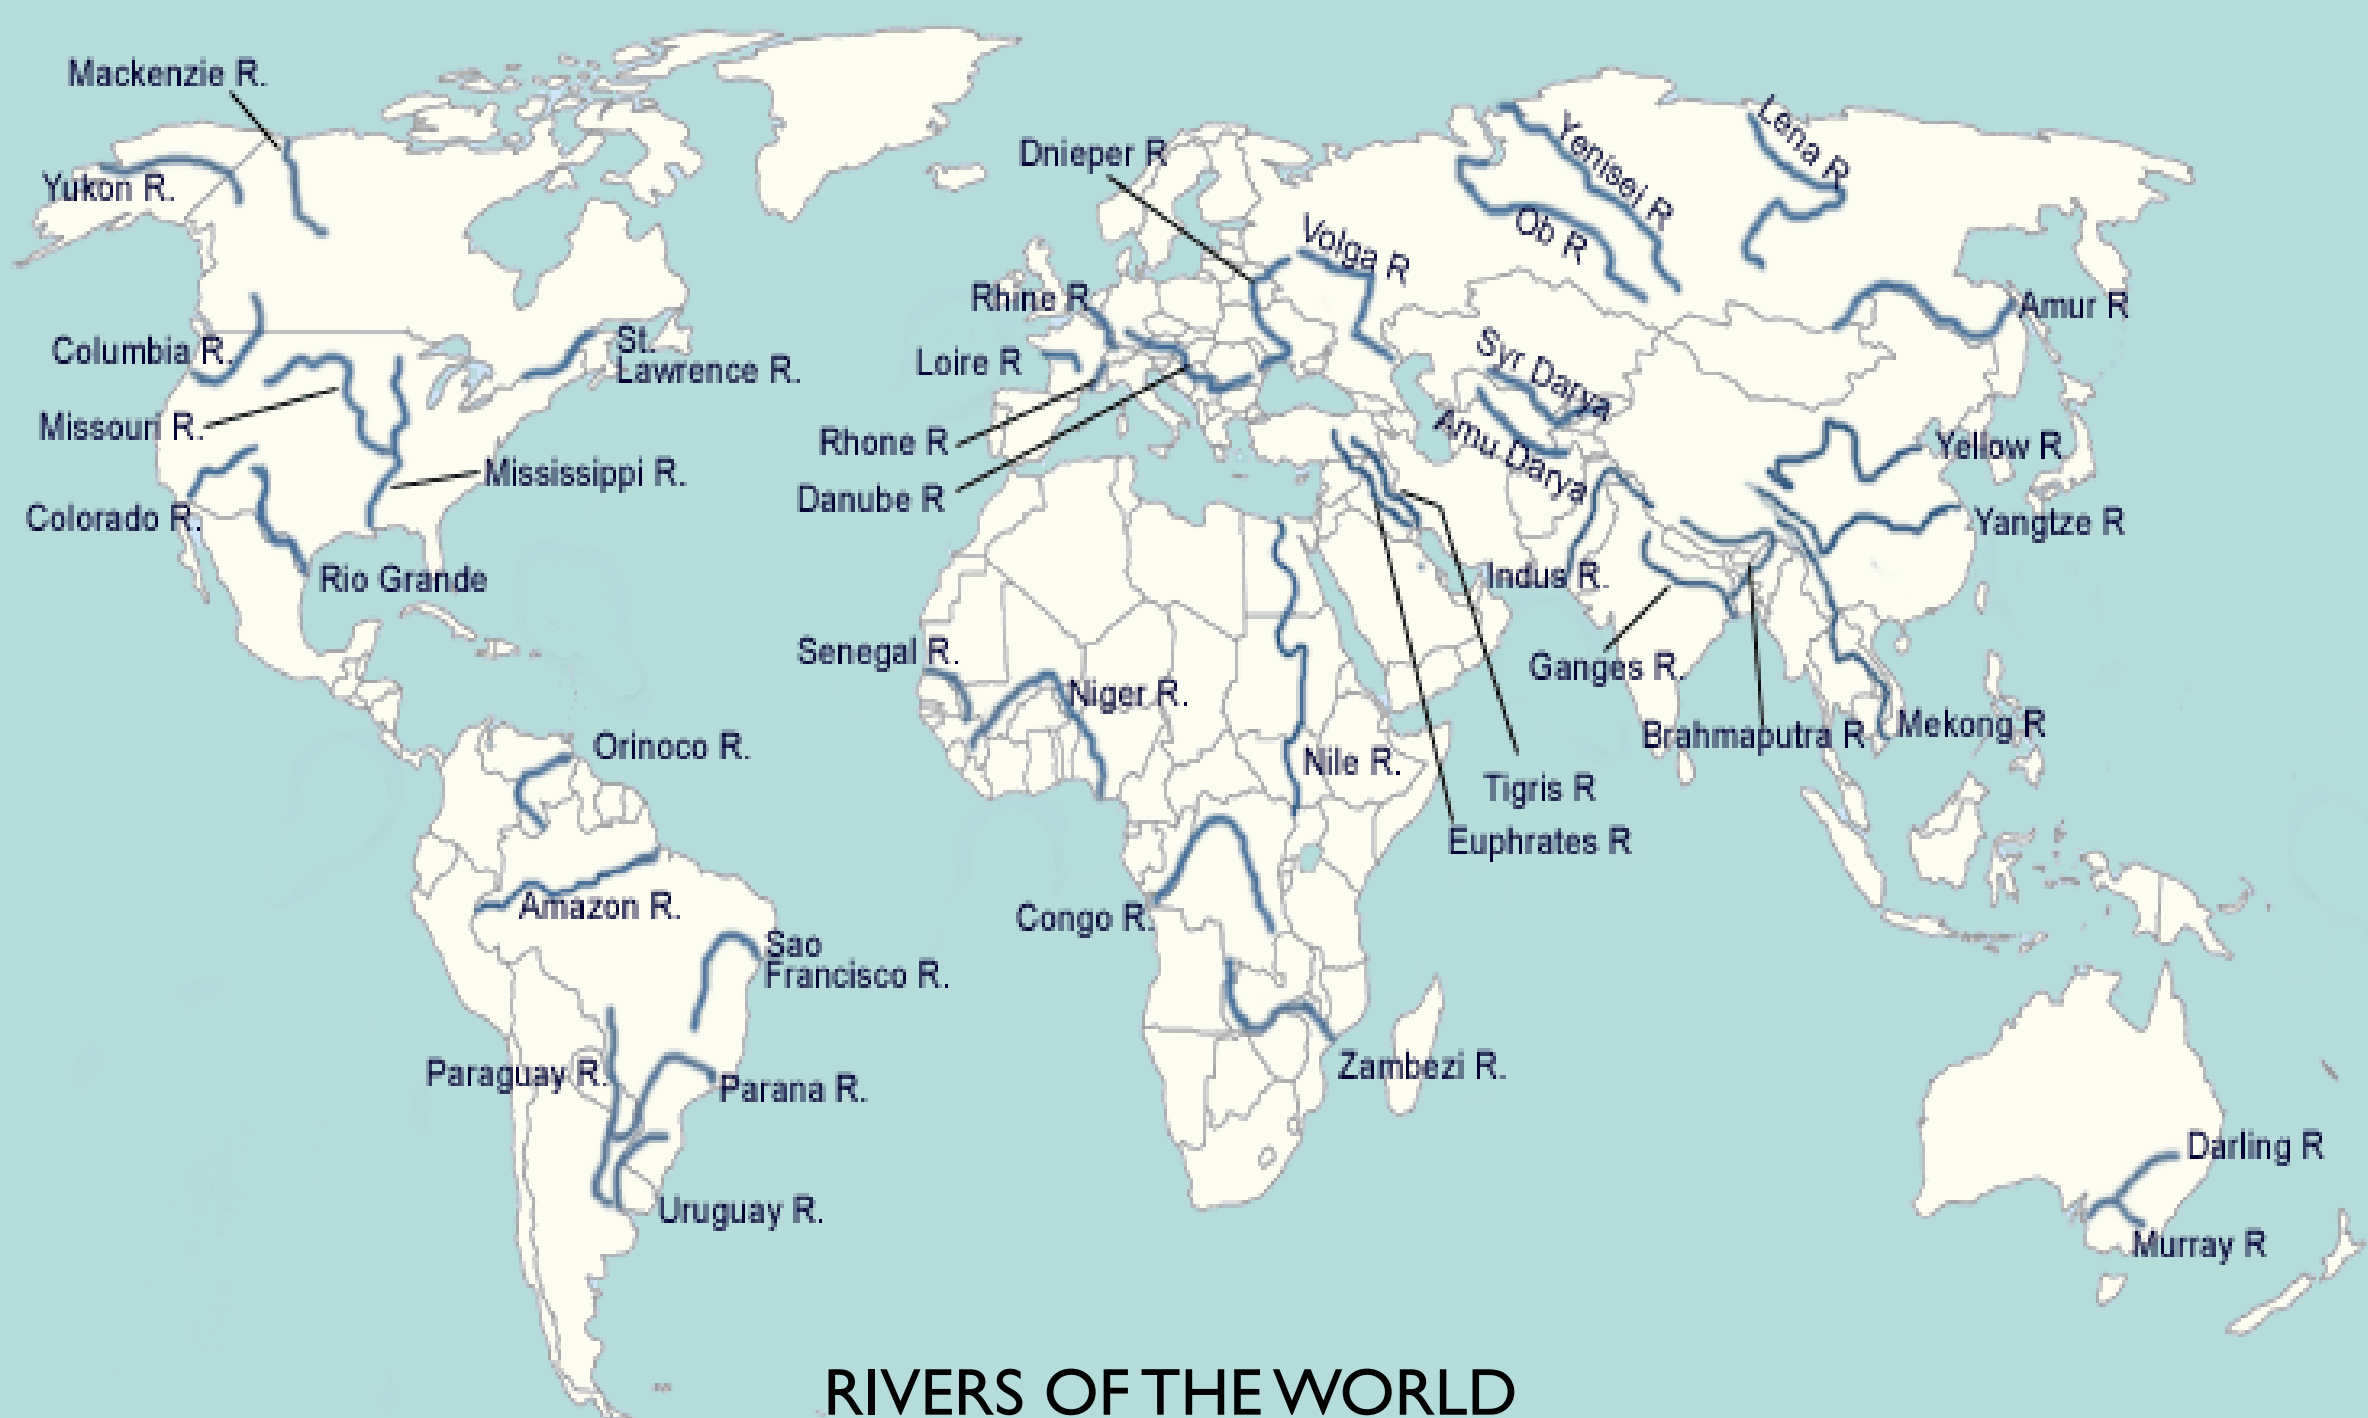 Mackenzie R.
Yukon R.
Columbia R.
Missouri R.
Colorado R.
Rio Grande
Mississippi R.
St.
Lawrence R.
Orinoco R.
Amazon R.
Sao
Francisco R.
Paraguay R.
Parana R.
Uruguay R.
Dnieper R
Volga R
Rhine R
Loire R
Rhone R
Danube R
Senegal R.
Niger R.
Nile R.
Congo R.
Zambezi R.
Tigris R
Euphrates R
Yenisei R
Ob R
Lena R
Amur R
Syr Darya
Amu Darya
Yellow R
Yangtze R
Indus R.
Ganges R.
Brahmaputra R
Mekong R
Darling R
Murray R
RIVERS OF THE WORLD